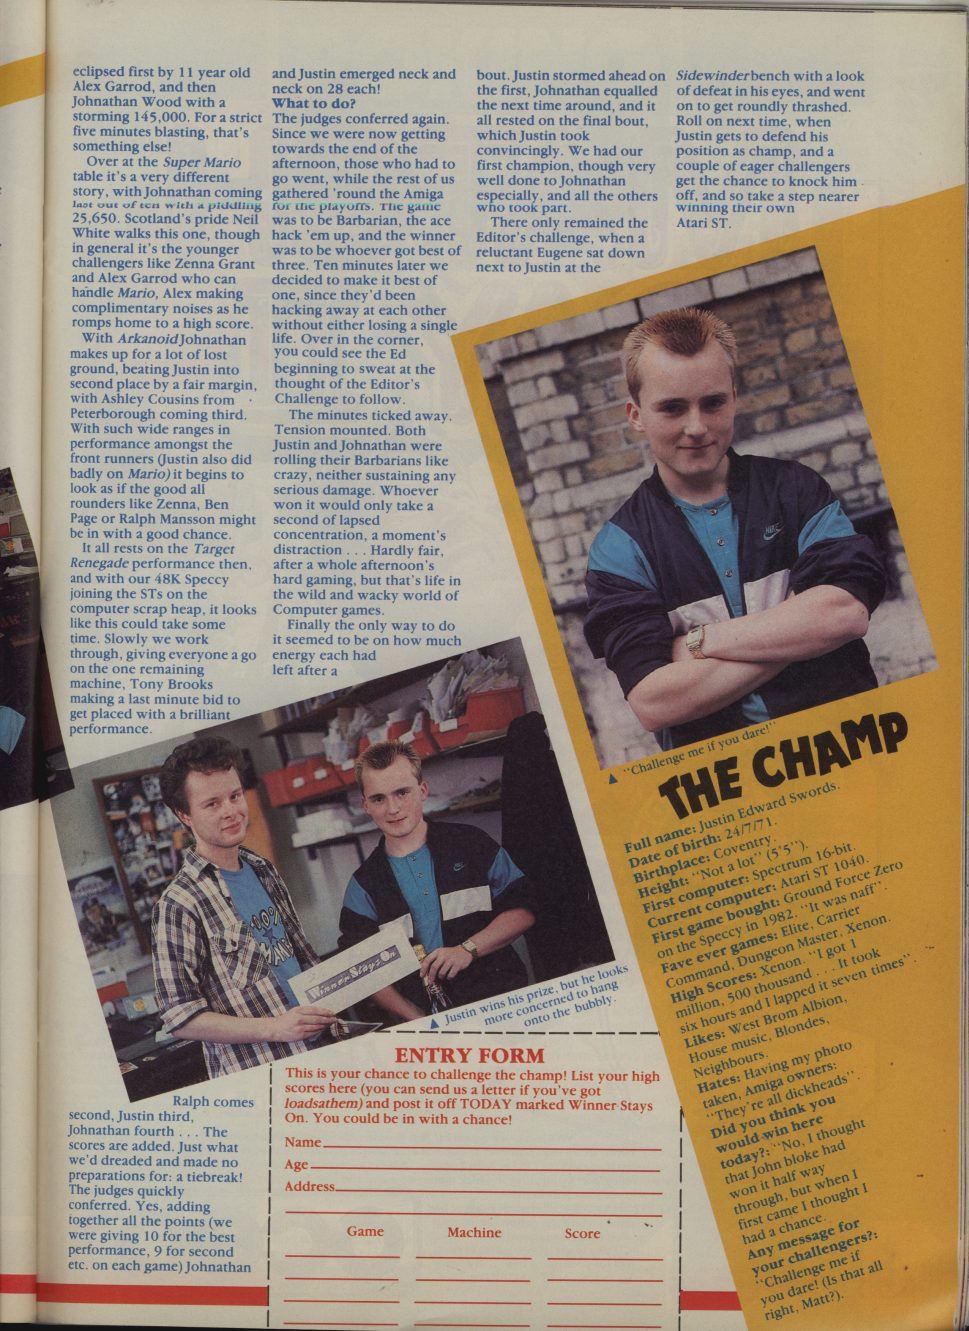 eclipsed first by 11 year old
Alex Garrod, and then
Johnathan Wood with a
storming 145,000. For a strict
five minutes blasting, that's
something else!
Over at the Super Mario
table it's a very different
story, with Johnathan coming
last out of ten with a piddling
25,650. Scotland's pride Neil
White walks this one, though
in general it's the younger
challengers like Zenna Grant
and Alex Garrod who can
handle Mario, Alex making
complimentary noises as he
romps home to a high score.
With Arkanoid Johnathan
makes up for a lot of lost
ground, beating Justin into
second place by a fair margin,
with Ashley Cousins from
Peterborough coming third.
With such wide ranges in
performance amongst the
front runners (Justin also did
badly on Mario) it begins to
look as if the good all
rounders like Zenna, Ben
Page or Ralph Mansson might
be in with a good chance.
It all rests on the Target
Renegade performance then,
and with our 48K Speccy
joining the STs on the
computer scrap heap, it looks
like this could take some
time. Slowly we work
through, giving everyone a go
on the one remaining
machine, Tony Brooks
making a last minute bid to
get placed with a brilliant
performance.
Ralph comes
second, Justin third,
Johnathan fourth . . . The
scores are added. Just what
we'd dreaded and made no
preparations for: a tiebreak!
The judges quickly
conferred. Yes, adding
together all the points (we
were giving 10 for the best
performance, 9 for second
etc. on each game) Johnathan
and Justin emerged neck and
neck on 28 each!
What to do?
The judges conferred again.
Since we were now getting
towards the end of the
afternoon, those who had to
go went, while the rest of us
gathered 'round the Amiga
for the playoffs. The game
was to be Barbarian, the ace
hack 'em up, and the winner
was to be whoever got best of
three. Ten minutes later we
decided to make it best of
one, since they'd been
hacking away at each other
without either losing a single
life. Over in the corner,
you could see the Ed
beginning to sweat at the
thought of the Editor's
Challenge to follow.
The minutes ticked away.
Tension mounted. Both
Justin and Johnathan were
rolling their Barbarians like
crazy, neither sustaining any
serious damage. Whoever
won it would only take a
second of lapsed
concentration, a moment's
distraction . . . Hardly fair,
after a whole afternoon's
hard gaming, but that's life in
the wild and wacky world of
Computer games.
Finally the only way to do
it seemed to be on how much
energy each had
left after a
bout. Justin stormed ahead on
the first, Johnathan equalled
the next time around, and it
all rested on the final bout,
which Justin took
convincingly. We had our
first champion, though very
well done to Johnathan
especially, and all the others
who took part.
There only remained the
Editor's challenge, when a
reluctant Eugene sat down
next to Justin at the
Sidewinder bench with a look
of defeat in his eyes, and went
on to get roundly thrashed.
Roll on next time, when
Justin gets to defend his
position as champ, and a
couple of eager challengers
get the chance to knock him
off, and so take a step nearer
winning their own
Atari ST.
NIKE
"Challenge me if you dare!"
THE CHAMP
Full name: Justin Edward Swords.
Date of birth: 24/7/71.
Birthplace: Coventry.
Height: "Not a lot" (5'5").
First computer: Spectrum 16-bit.
Current computer: Atari ST 1040.
First game bought: Ground Force Zero
on the Speccy in 1982. "It was naff".
Fave ever games: Elite, Carrier
Command, Dungeon Master, Xenon.
High Scores: Xenon. "I got 1
million, 500 thousand . . . It took
six hours and I lapped it seven times".
Likes: West Brom Albion,
House music, Blondes,
Neighbours.
Hates: Having my photo
taken, Amiga owners:
"They're all dickheads".
Did you think you
would win here
today?: "No, I thought
that John bloke had
won it half way
through, but when I
first came I thought I
had a chance.
Any message for
your challengers?:
"Challenge me if
you dare! (Is that all
right, Matt?).
Winner Stays On
Justin wins his prize, but he looks
more concerned to hang
onto the bubbly.
ENTRY FORM
This is your chance to challenge the champ! List your high
scores here (you can send us a letter if you've got
loadsathem) and post it off TODAY marked Winner Stays
On. You could be in with a chance!
Name
Age
Address
Game Machine Score